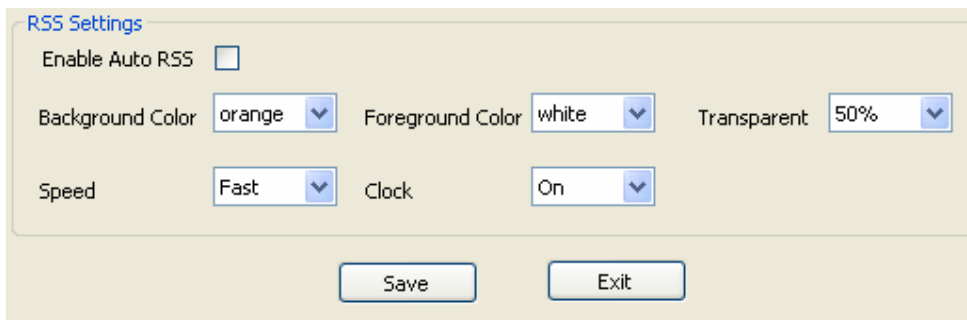 RSS Settings
Enable Auto RSS
Background Color orange Foreground Color white Transparent 50%
Speed Fast Clock On
Save Exit